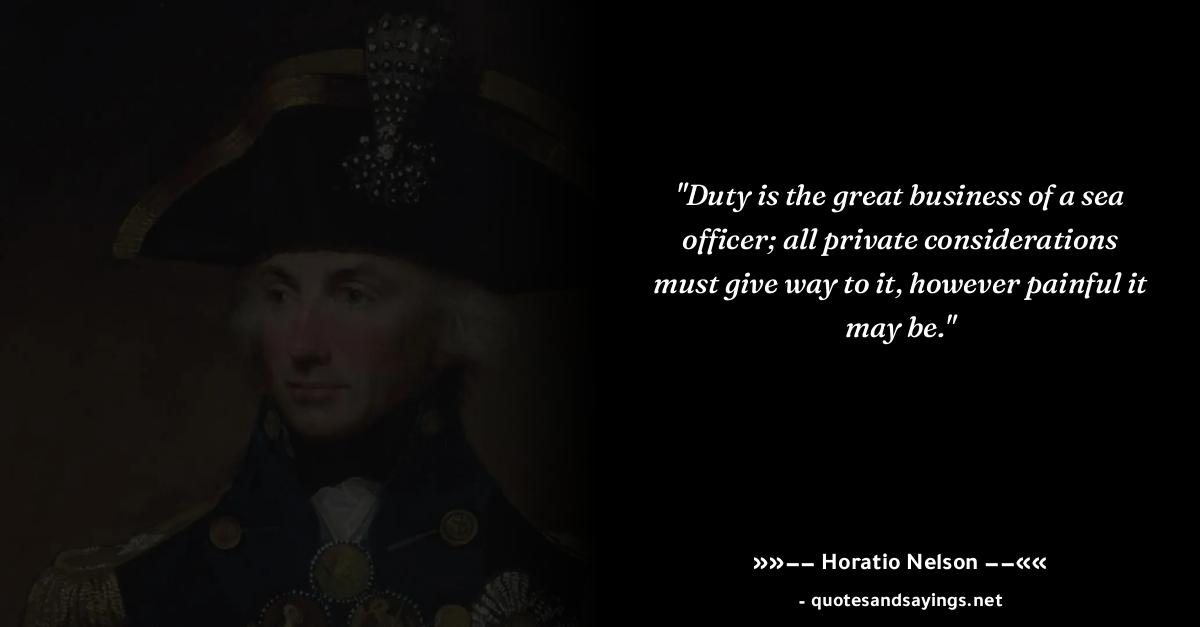 "Duty is the great business of a sea
officer; all private considerations
must give way to it, however painful it
may be."
»»−− Horatio Nelson −−««
- quotesandsayings.net